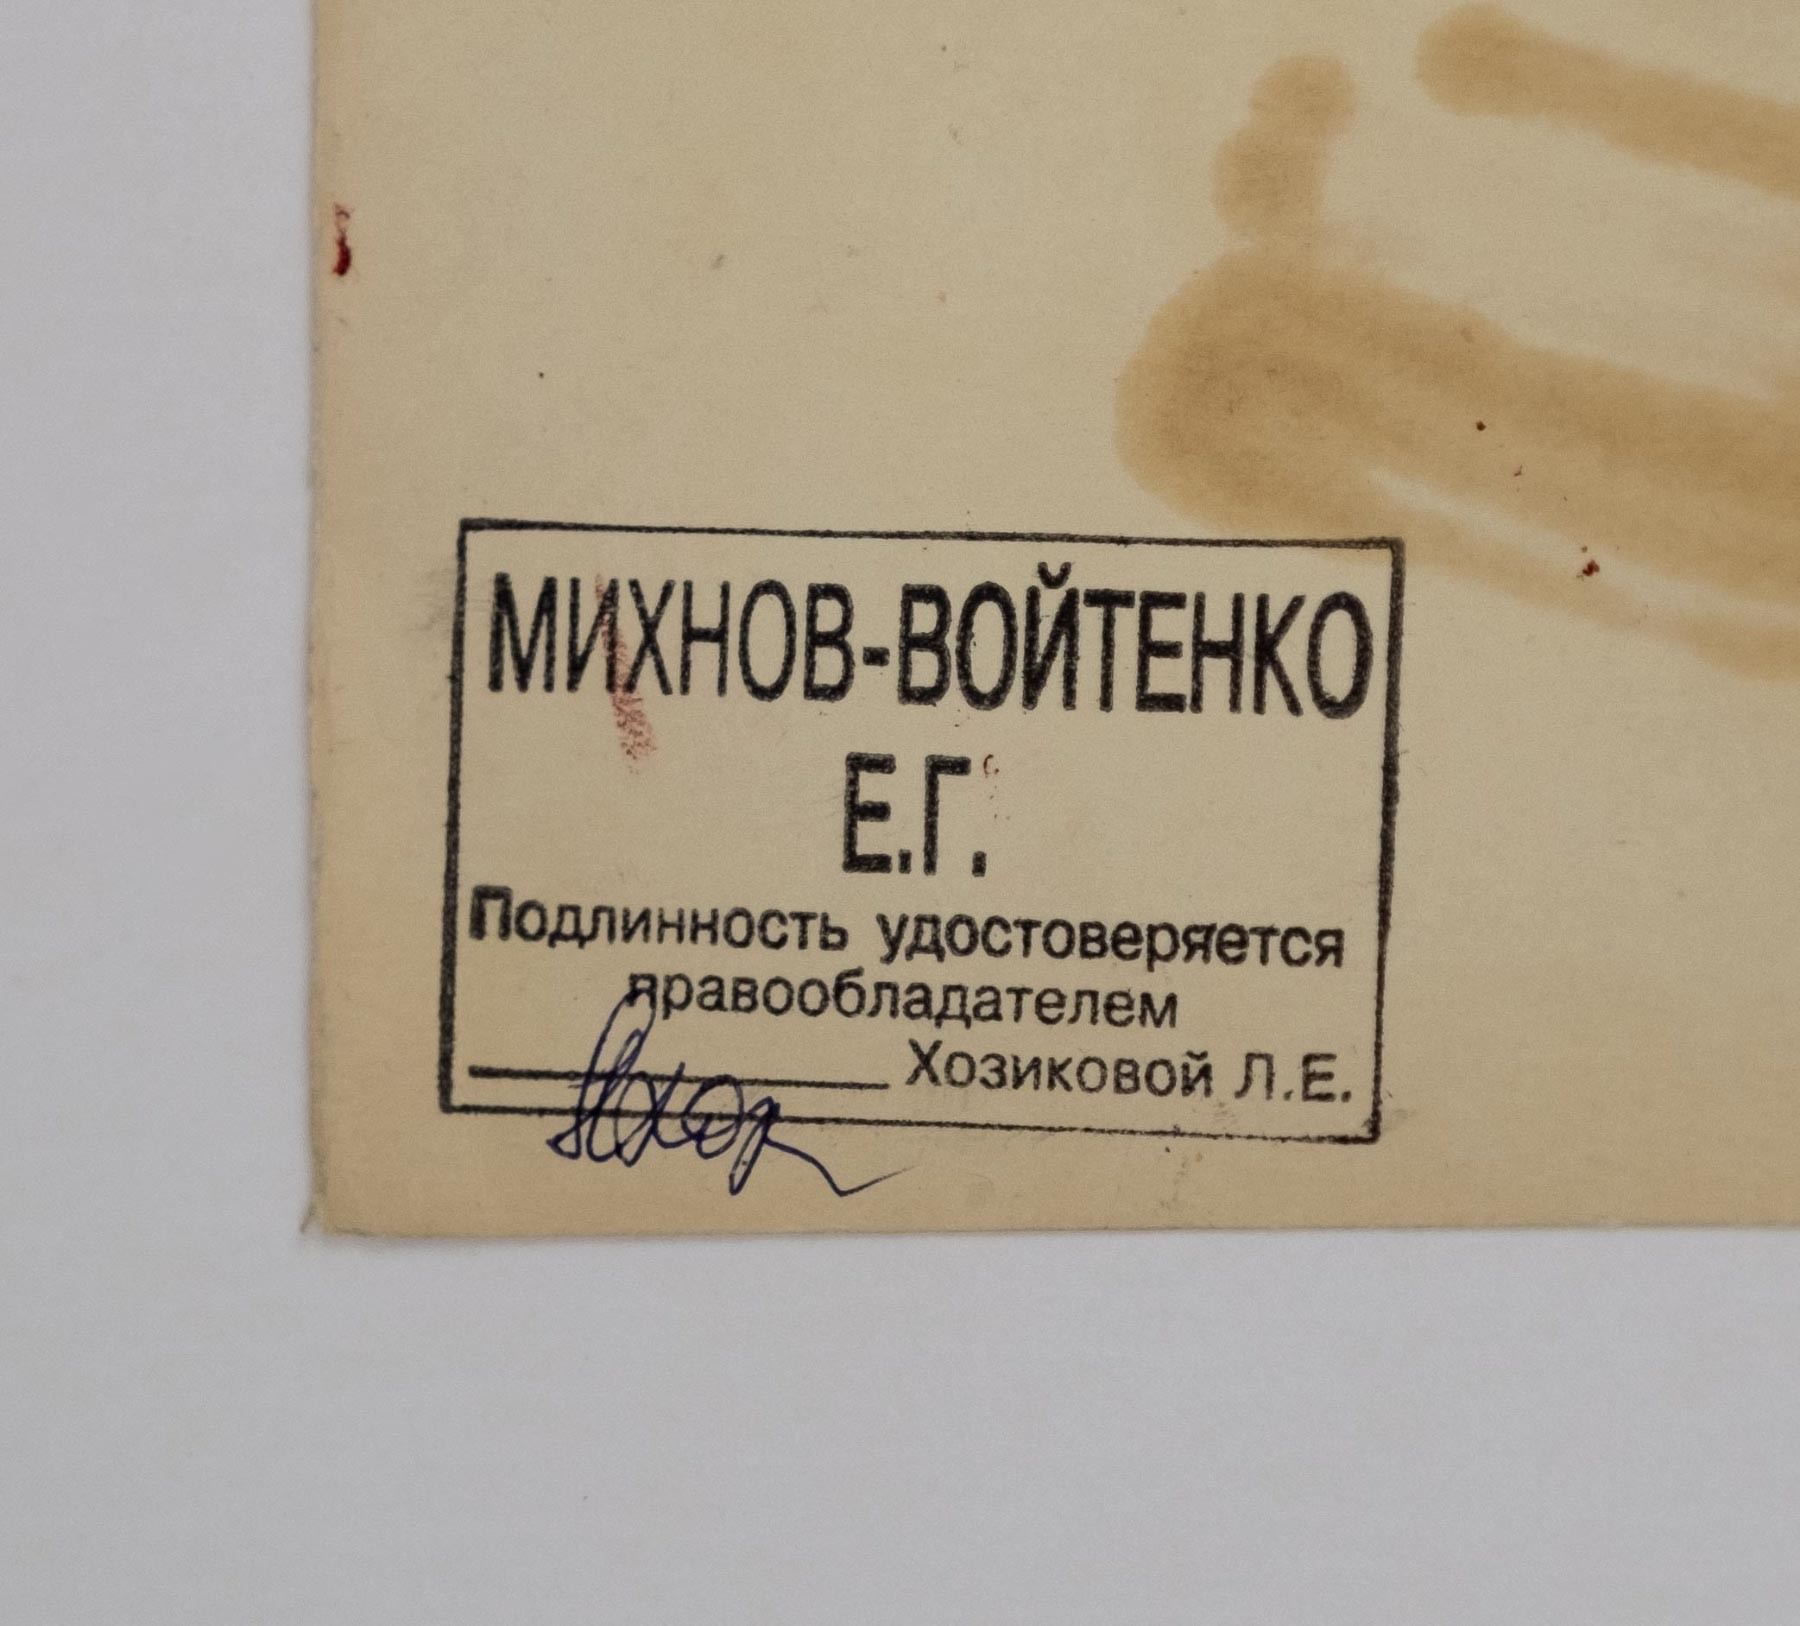 МИХНОВ-ВОЙТЕНКО
Е.Г.
Подлинность удостоверяется
правообладателем
Хозиковой Л.Е.